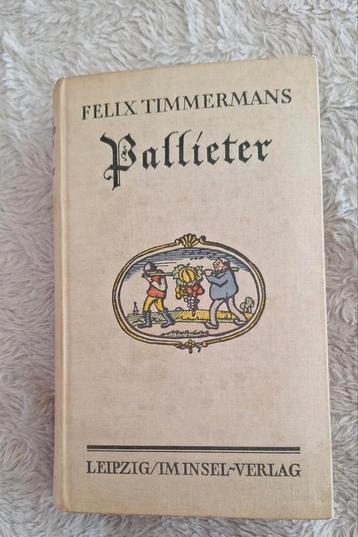 FELIX TIMMERMANS
Pallieter
LEIPZIG/IM INSEL-VERLAG